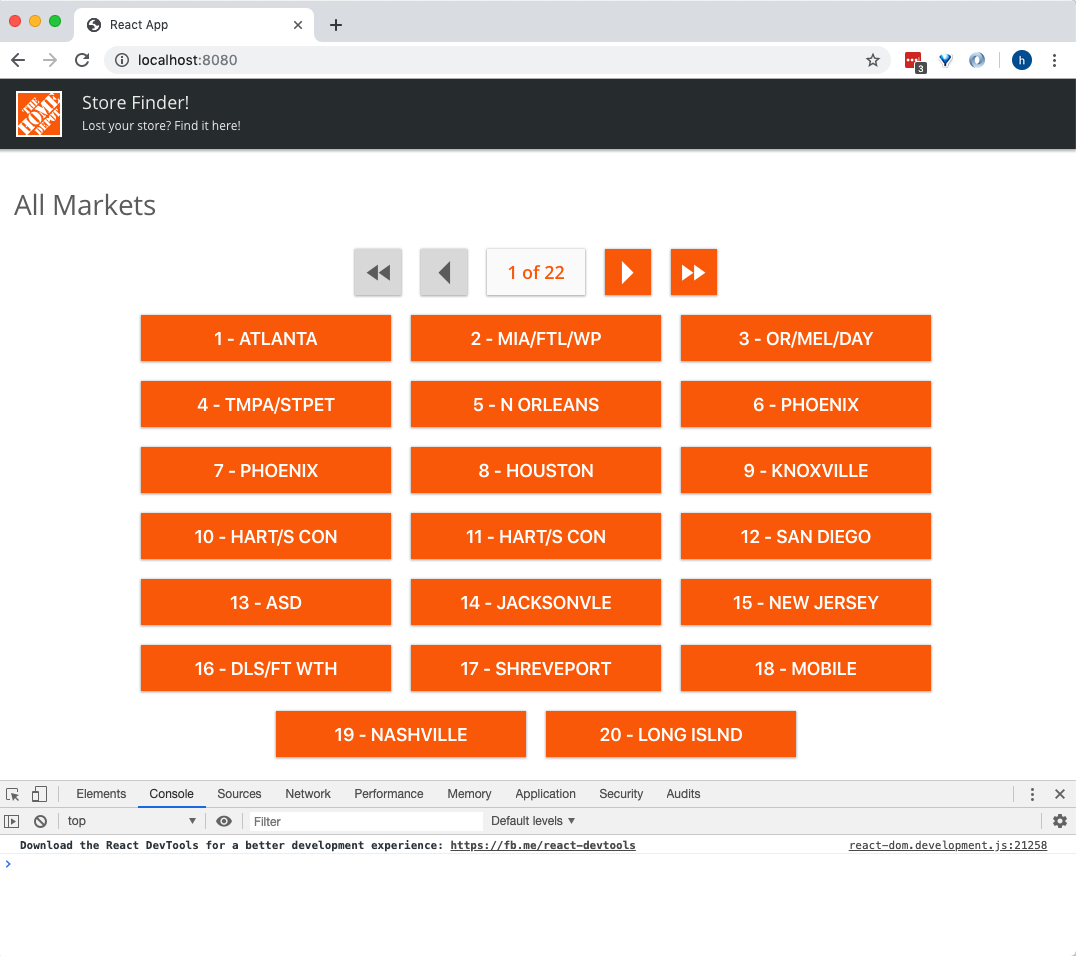 React App
localhost:8080
3
h
THE HOME DEPOT
Store Finder!
Lost your store? Find it here!
All Markets
1 of 22
1 - ATLANTA 2 - MIA/FTL/WP 3 - OR/MEL/DAY
4 - TMPA/STPET 5 - N ORLEANS 6 - PHOENIX
7 - PHOENIX 8 - HOUSTON 9 - KNOXVILLE
10 - HART/S CON 11 - HART/S CON 12 - SAN DIEGO
13 - ASD 14 - JACKSONVLE 15 - NEW JERSEY
16 - DLS/FT WTH 17 - SHREVEPORT 18 - MOBILE
19 - NASHVILLE 20 - LONG ISLND
Elements Console Sources Network Performance Memory Application Security Audits
top Filter Default levels
Download the React DevTools for a better development experience: https://fb.me/react-devtools react-dom.development.js:21258